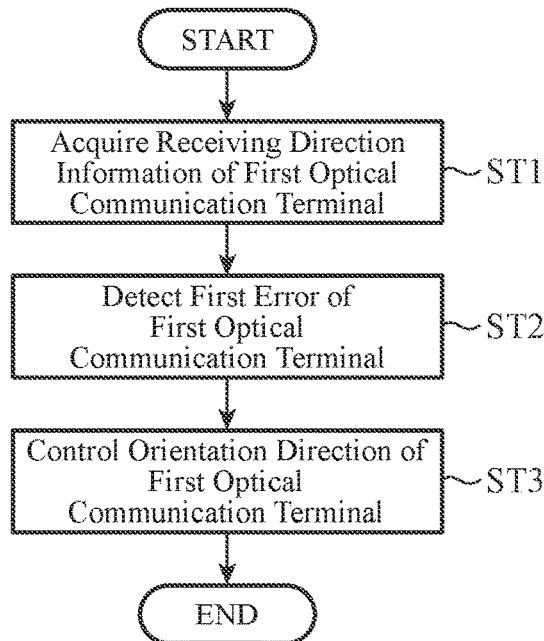 START
Acquire Receiving Direction
Information of First Optical
Communication Terminal
ST1
Detect First Error of
First Optical
Communication Terminal
ST2
Control Orientation Direction of
First Optical
Communication Terminal
ST3
END